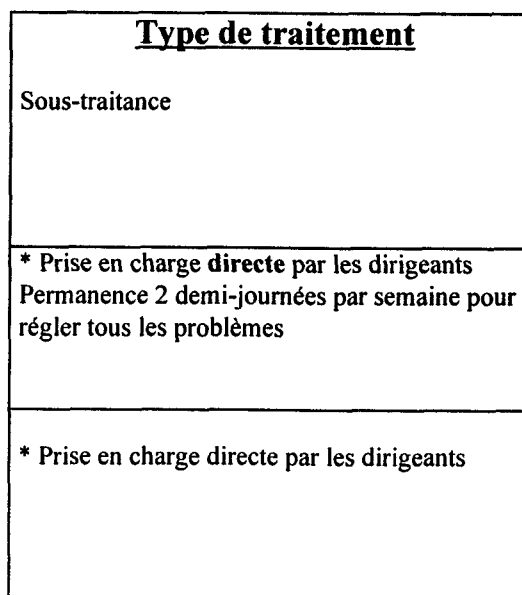 Type de traitement
Sous-traitance
* Prise en charge directe par les dirigeants
Permanence 2 demi-journées par semaine pour
régler tous les problèmes
* Prise en charge directe par les dirigeants